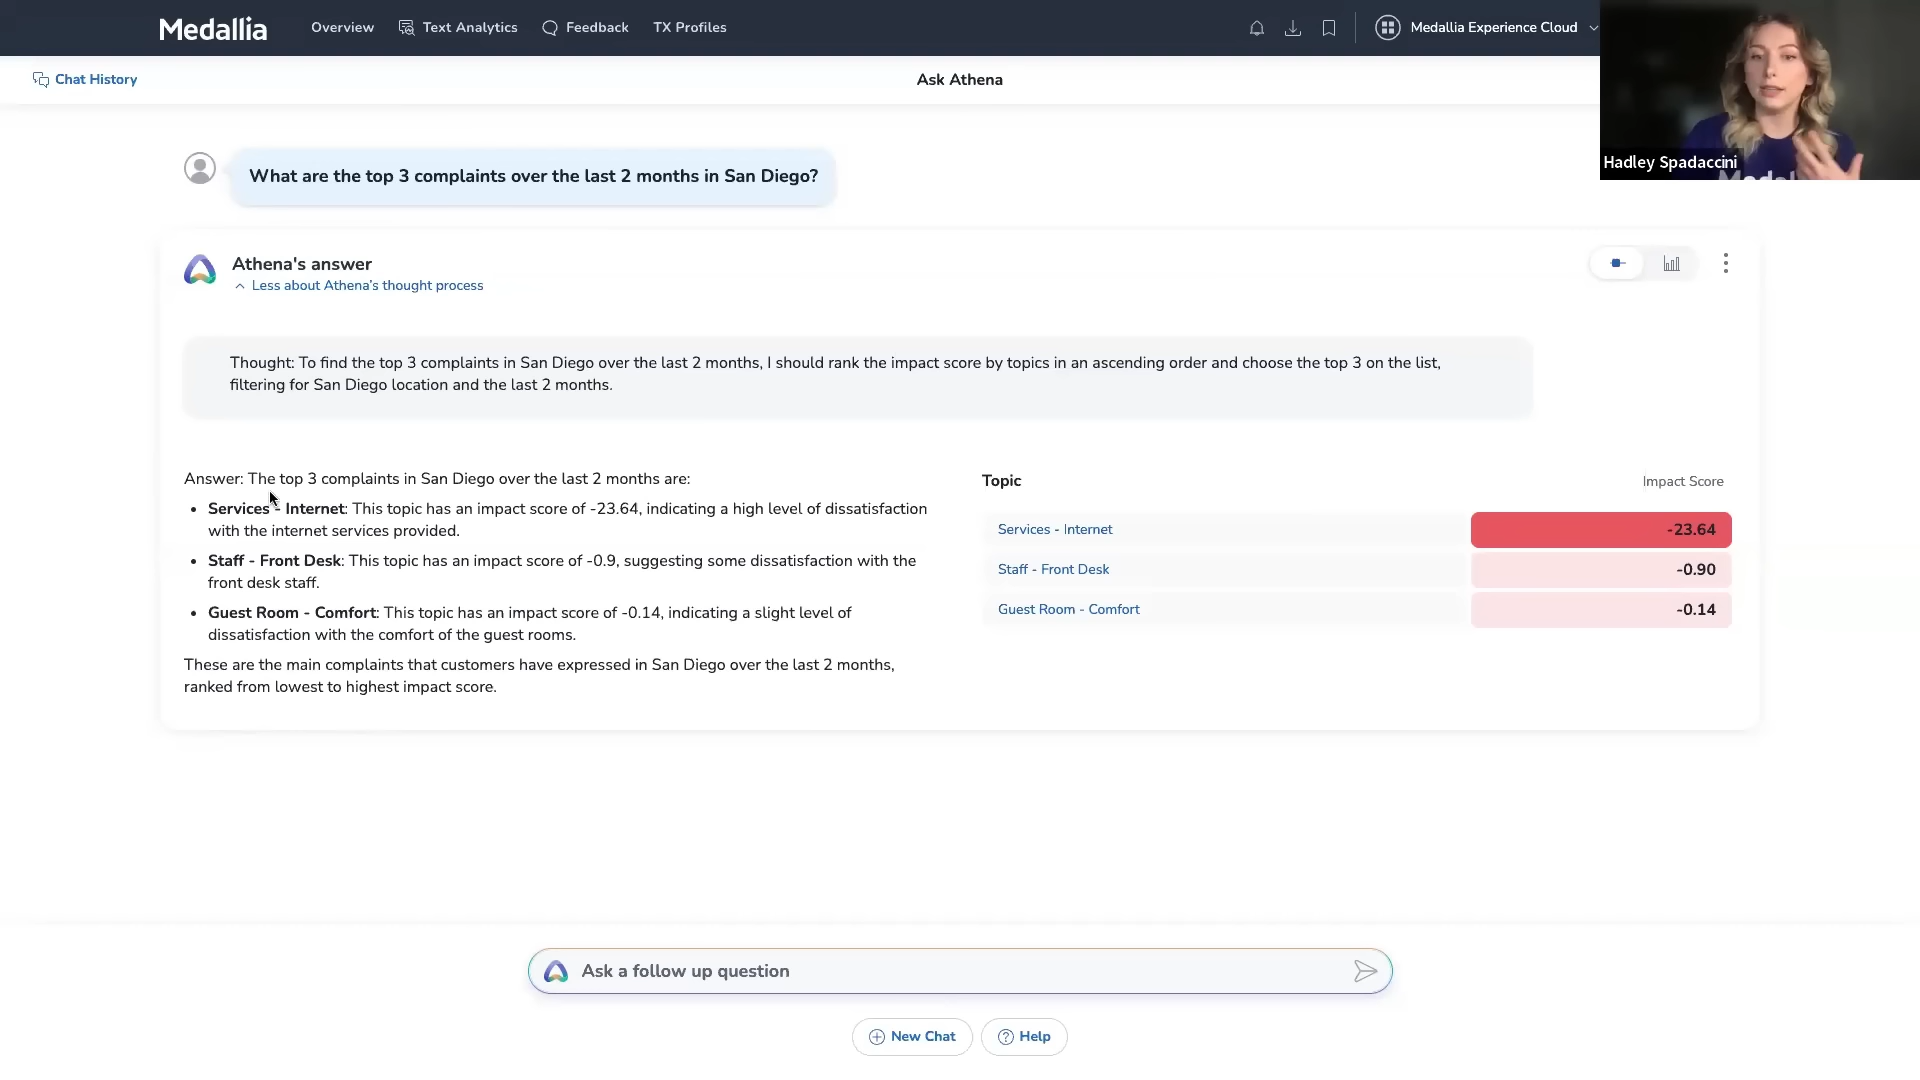 Medallia
Overview
Text Analytics
Feedback
TX Profiles
Medallia Experience Cloud
Chat History
Ask Athena
Hadley Spadaccini
What are the top 3 complaints over the last 2 months in San Diego?
Athena's answer
Less about Athena's thought process
Thought: To find the top 3 complaints in San Diego over the last 2 months, I should rank the impact score by topics in an ascending order and choose the top 3 on the list,
filtering for San Diego location and the last 2 months.
Answer: The top 3 complaints in San Diego over the last 2 months are:
• Services - Internet: This topic has an impact score of -23.64, indicating a high level of dissatisfaction
with the internet services provided.
• Staff - Front Desk: This topic has an impact score of -0.9, suggesting some dissatisfaction with the
front desk staff.
• Guest Room - Comfort: This topic has an impact score of -0.14, indicating a slight level of
dissatisfaction with the comfort of the guest rooms.
These are the main complaints that customers have expressed in San Diego over the last 2 months,
ranked from lowest to highest impact score.
Topic Impact Score
Services - Internet -23.64
Staff - Front Desk -0.90
Guest Room - Comfort -0.14
Ask a follow up question
New Chat
Help